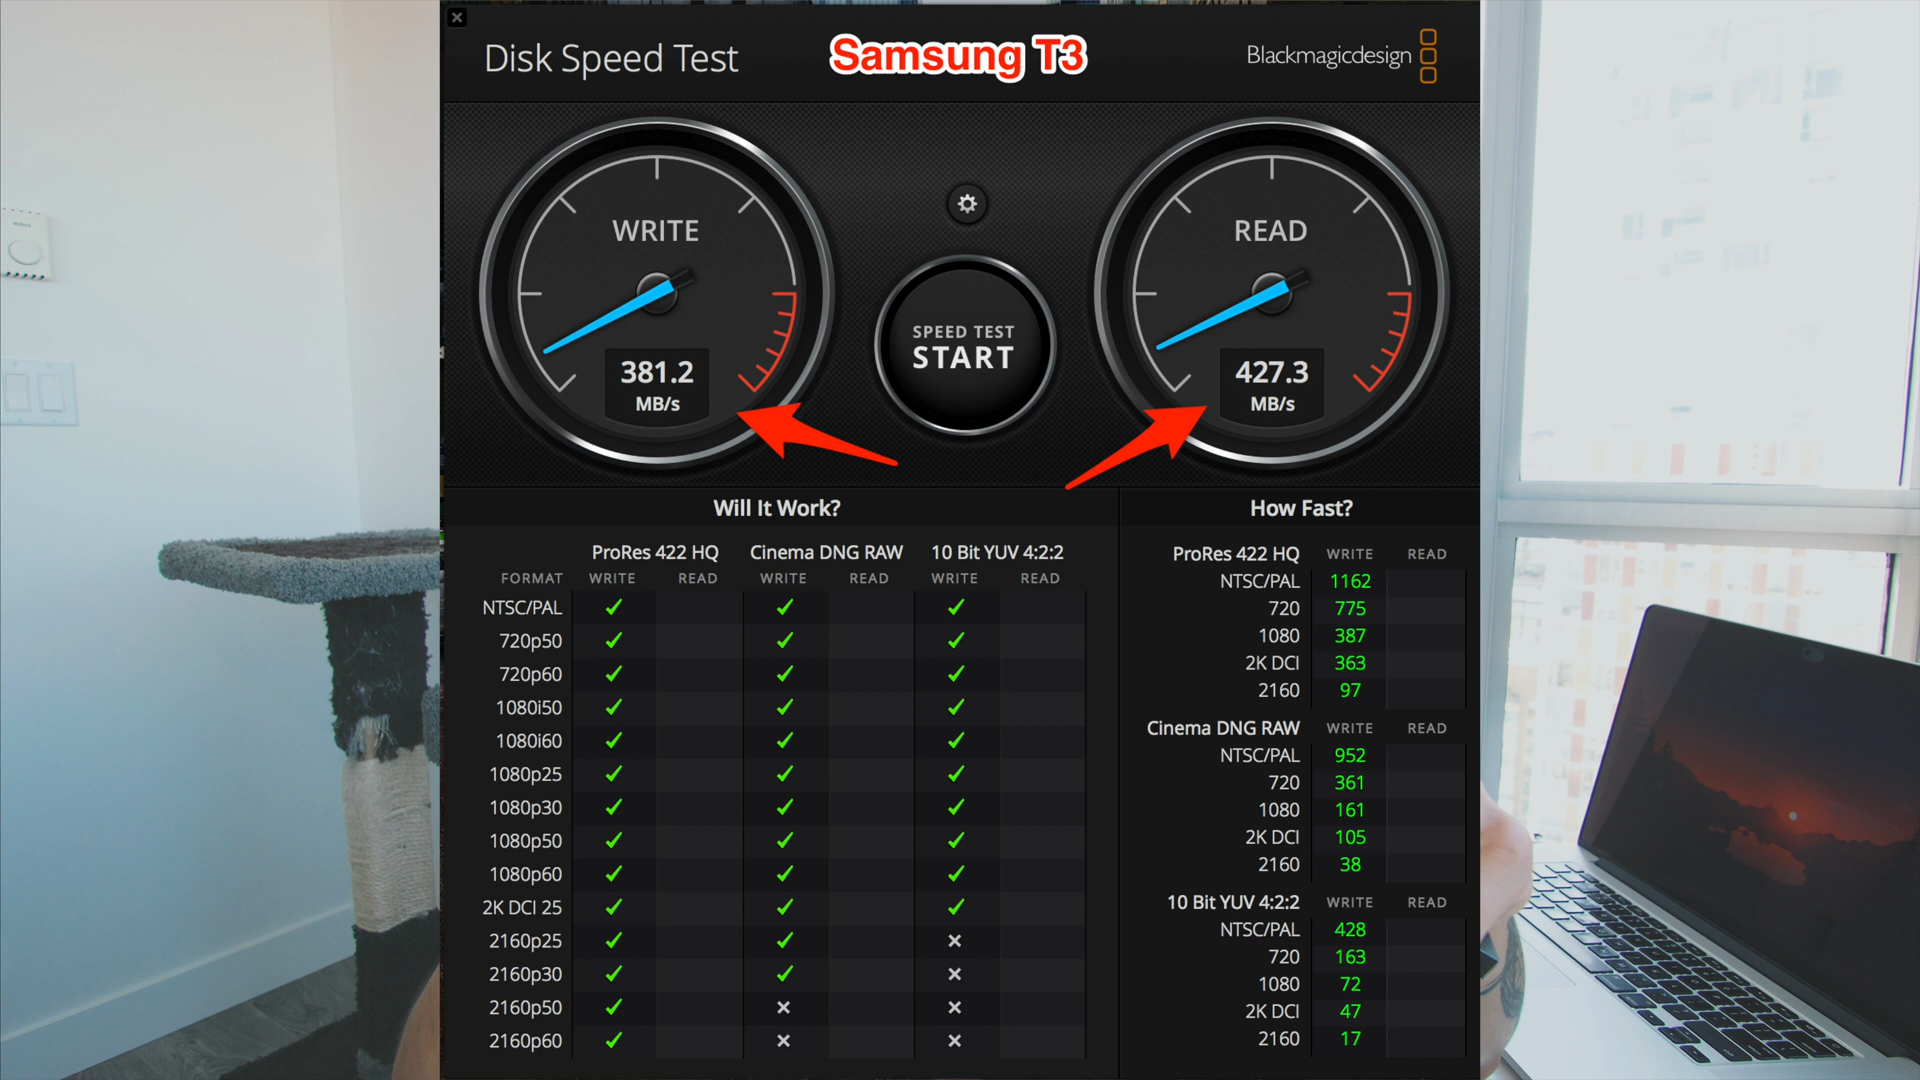 Disk Speed Test
Samsung T3
Blackmagicdesign
WRITE
381.2
MB/s
SPEED TEST
START
READ
427.3
MB/s
Will It Work?
ProRes 422 HQ Cinema DNG RAW 10 Bit YUV 4:2:2
FORMAT WRITE READ WRITE READ WRITE READ
NTSC/PAL ✓ ✓ ✓
720p50 ✓ ✓ ✓
720p60 ✓ ✓ ✓
1080i50 ✓ ✓ ✓
1080i60 ✓ ✓ ✓
1080p25 ✓ ✓ ✓
1080p30 ✓ ✓ ✓
1080p50 ✓ ✓ ✓
1080p60 ✓ ✓ ✓
2K DCI 25 ✓ ✓ ✓
2160p25 ✓ ✓ ✕
2160p30 ✓ ✓ ✕
2160p50 ✓ ✕ ✕
2160p60 ✓ ✕ ✕
How Fast?
ProRes 422 HQ WRITE READ
NTSC/PAL 1162
720 775
1080 387
2K DCI 363
2160 97
Cinema DNG RAW WRITE READ
NTSC/PAL 952
720 361
1080 161
2K DCI 105
2160 38
10 Bit YUV 4:2:2 WRITE READ
NTSC/PAL 428
720 163
1080 72
2K DCI 47
2160 17